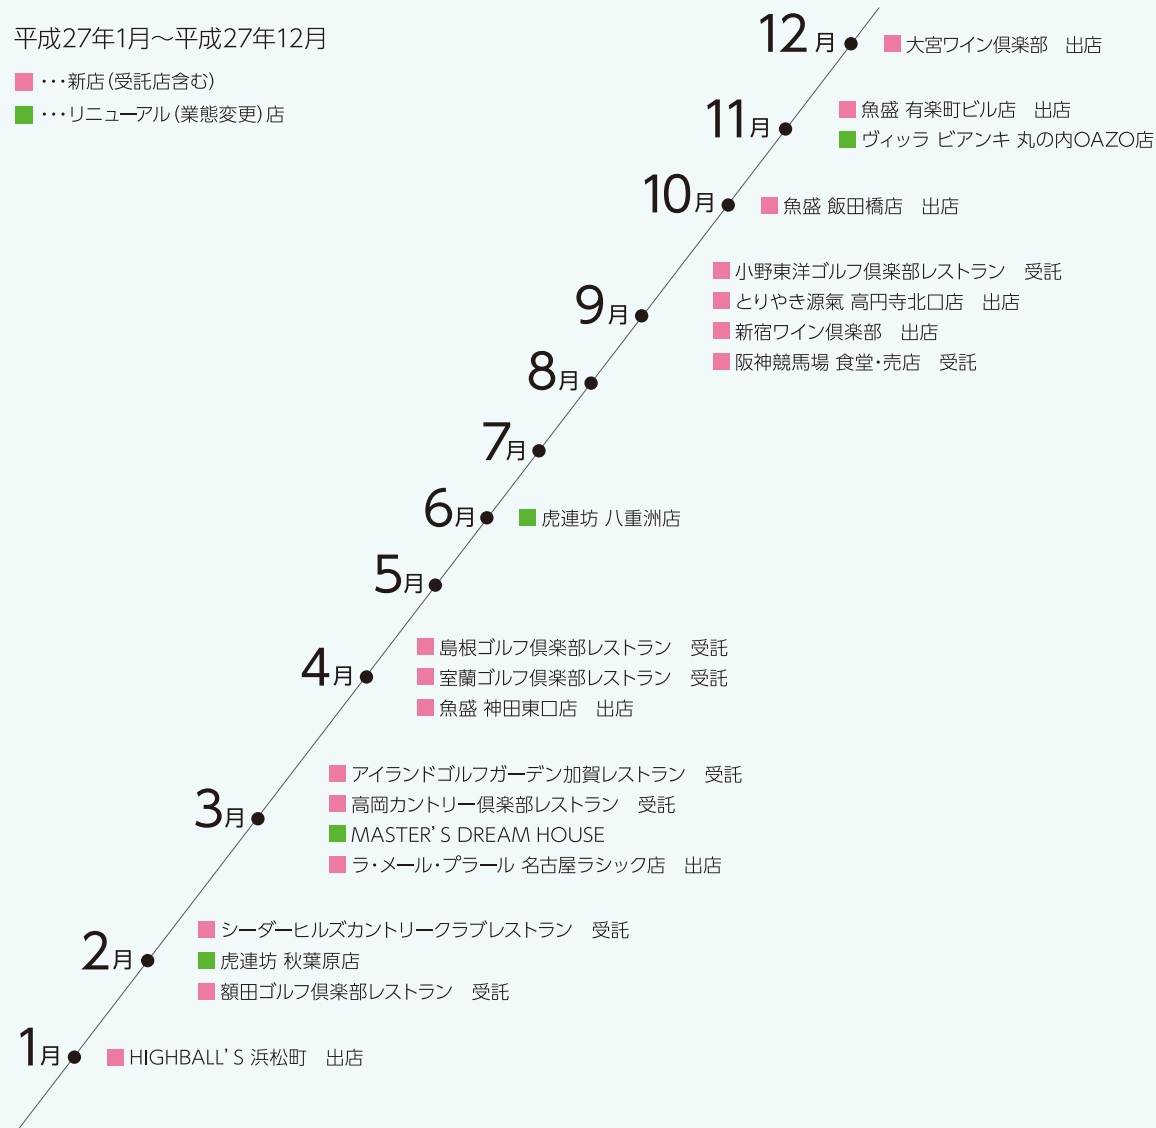 平成27年1月～平成27年12月
・・・新店（受託店含む）
・・・リニューアル（業態変更）店
12月
大宮ワイン倶楽部　出店
11月
魚盛 有楽町ビル店　出店
ヴィッラ ビアンキ 丸の内OAZO店
10月
魚盛 飯田橋店　出店
9月
小野東洋ゴルフ倶楽部レストラン　受託
とりやき源氣 高円寺北口店　出店
新宿ワイン倶楽部　出店
阪神競馬場 食堂・売店　受託
8月
7月
6月
虎連坊 八重洲店
5月
4月
島根ゴルフ倶楽部レストラン　受託
室蘭ゴルフ倶楽部レストラン　受託
魚盛 神田東口店　出店
3月
アイランドゴルフガーデン加賀レストラン　受託
高岡カントリー倶楽部レストラン　受託
MASTER’S DREAM HOUSE
ラ・メール・プラール 名古屋ラシック店　出店
2月
シーダーヒルズカントリークラブレストラン　受託
虎連坊 秋葉原店
額田ゴルフ倶楽部レストラン　受託
1月
HIGHBALL’S 浜松町　出店